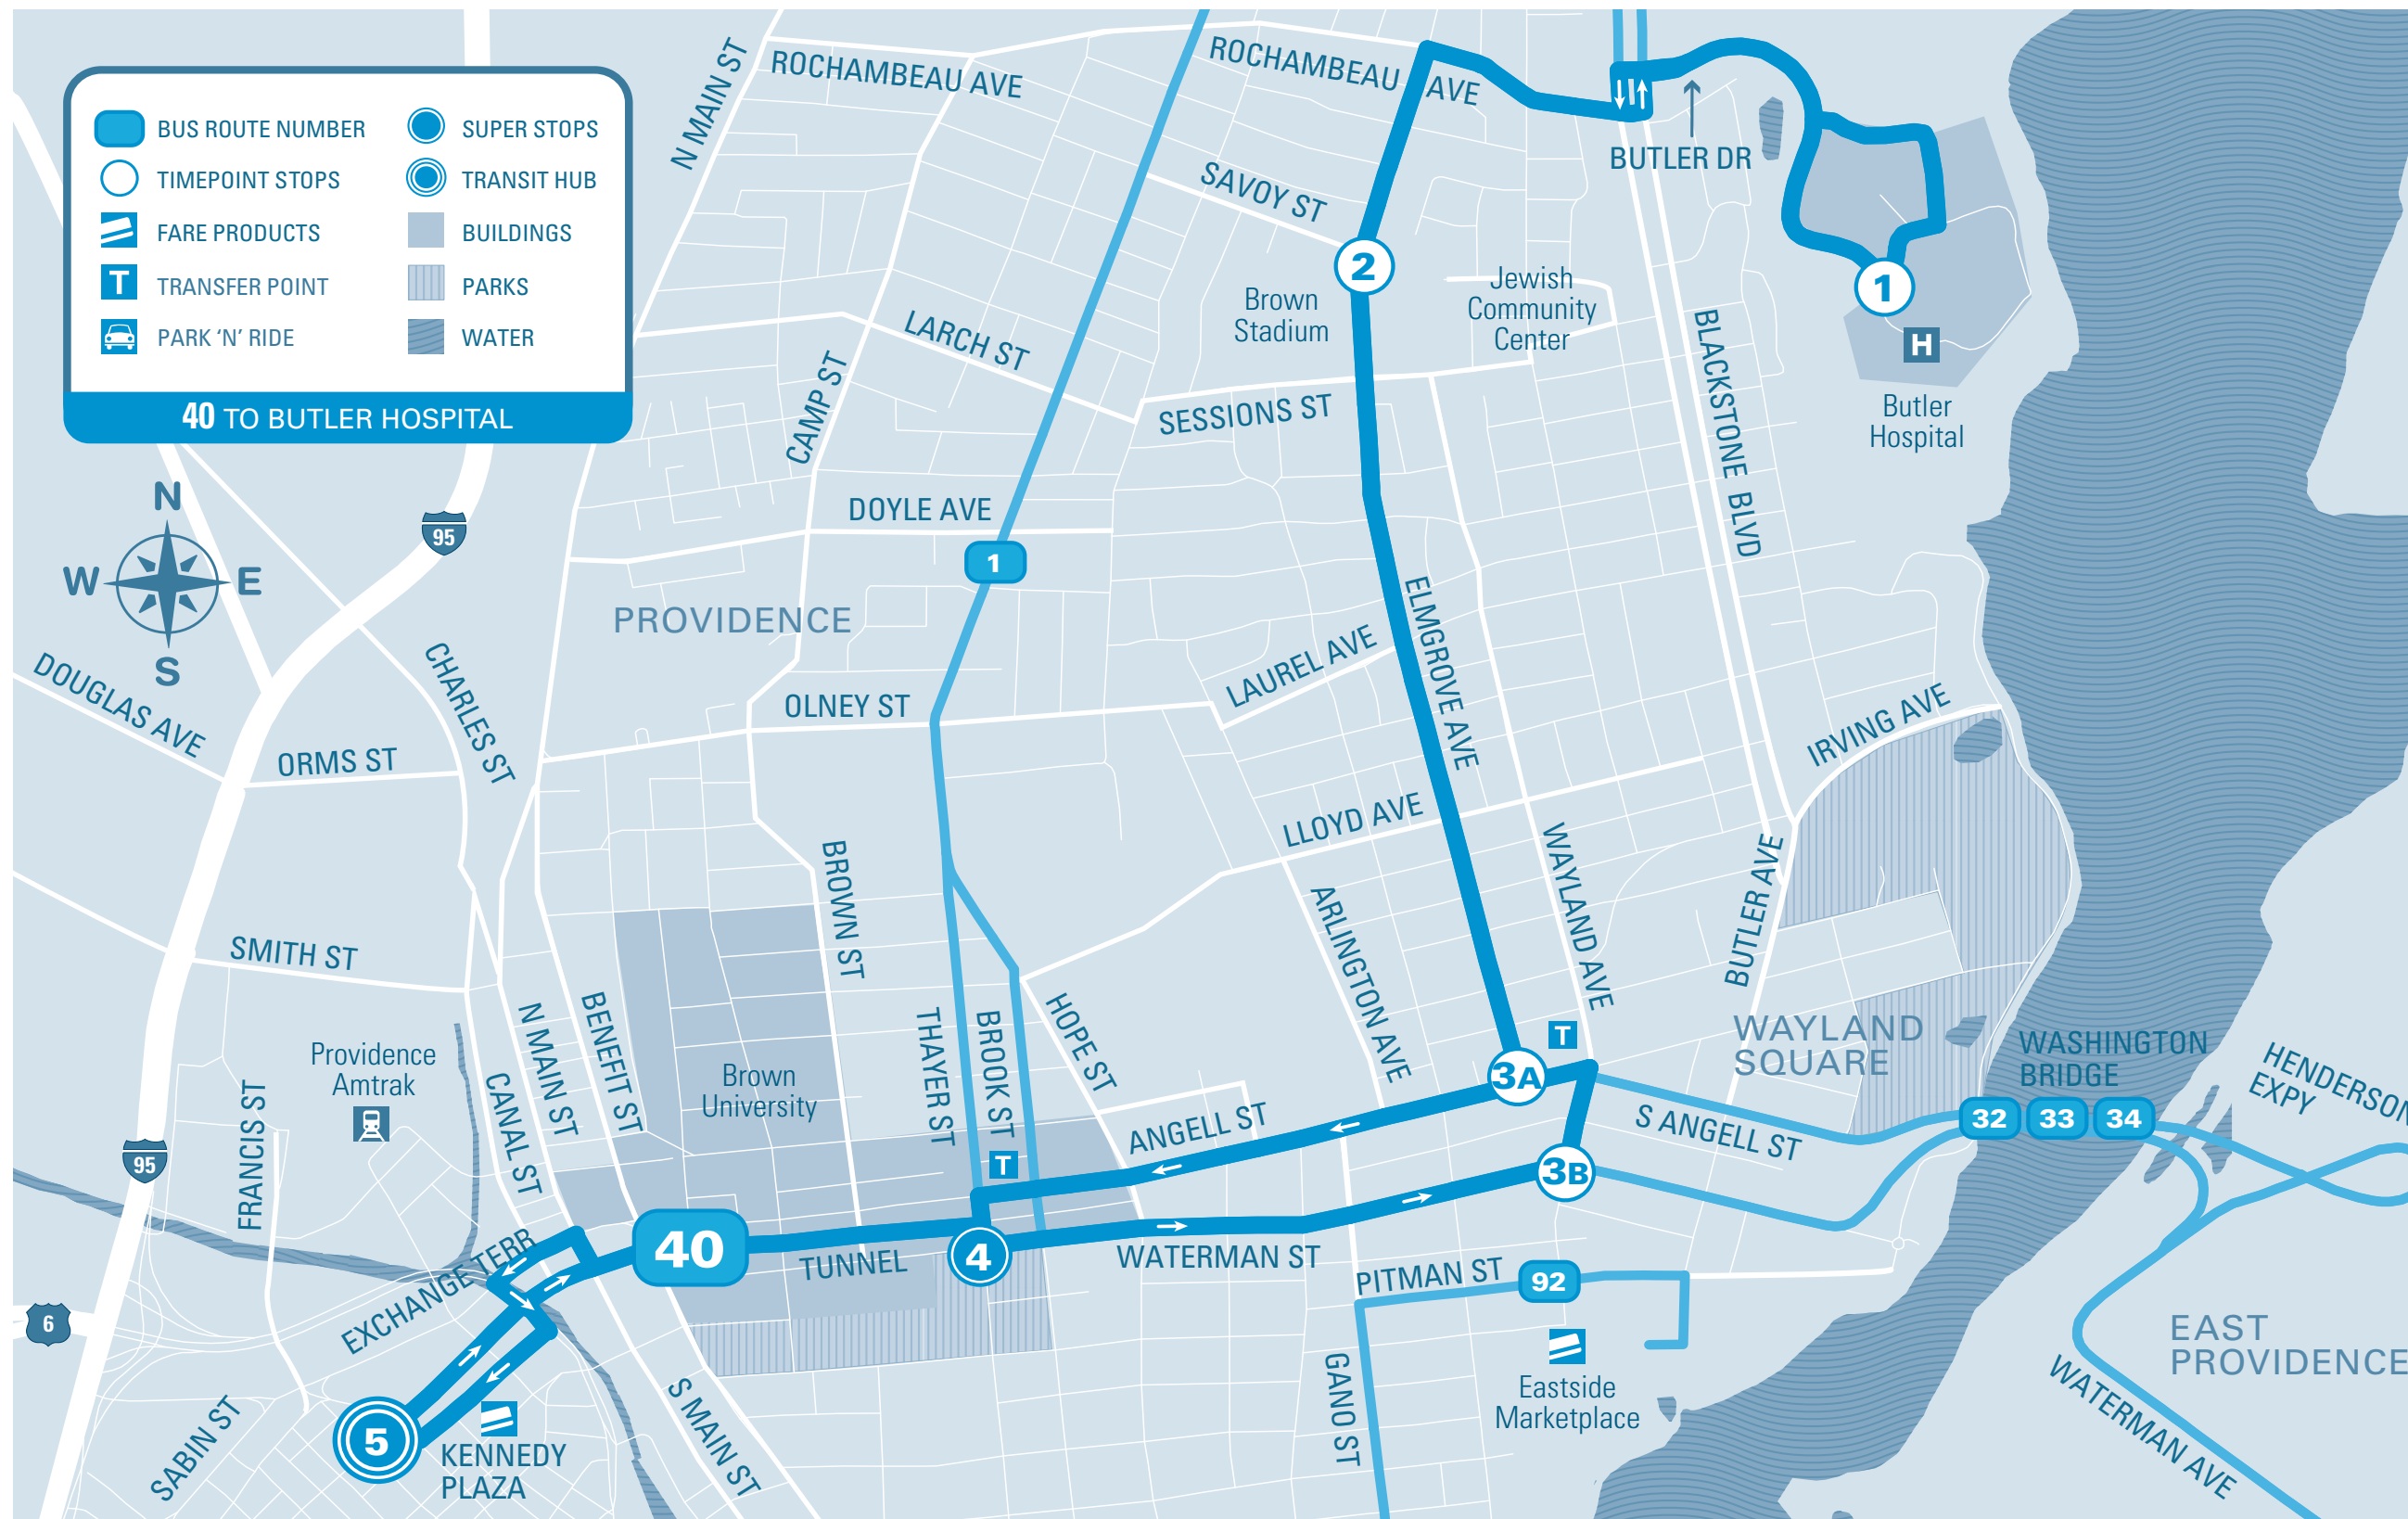 BUS ROUTE NUMBER
SUPER STOPS
TIMEPOINT STOPS
TRANSIT HUB
FARE PRODUCTS
BUILDINGS
T
TRANSFER POINT
PARKS
PARK ‘N’ RIDE
WATER
40 TO BUTLER HOSPITAL
N MAIN ST
ROCHAMBEAU AVE
ROCHAMBEAU AVE
BUTLER DR
SAVOY ST
2
1
Brown
Stadium
Jewish
Community
Center
H
Butler
Hospital
BLACKSTONE BLVD
LARCH ST
CAMP ST
SESSIONS ST
N
W
E
S
95
DOYLE AVE
1
PROVIDENCE
ELMGROVE AVE
LAUREL AVE
DOUGLAS AVE
CHARLES ST
ORMS ST
OLNEY ST
IRVING AVE
LLOYD AVE
WAYLAND AVE
BUTLER AVE
BROWN ST
ARLINGTON AVE
SMITH ST
N MAIN ST
BENEFIT ST
THAYER ST
BROOK ST
HOPE ST
T
WAYLAND
SQUARE
WASHINGTON
BRIDGE
HENDERSON
EXPY
Providence
Amtrak
Brown
University
3A
CANAL ST
FRANCIS ST
95
T
ANGELL ST
S ANGELL ST
32
33
34
3B
40
TUNNEL
4
WATERMAN ST
EXCHANGE TERR
PITMAN ST
92
6
EAST
PROVIDENCE
GANO ST
Eastside
Marketplace
WATERMAN AVE
S MAIN ST
SABIN ST
5
KENNEDY
PLAZA